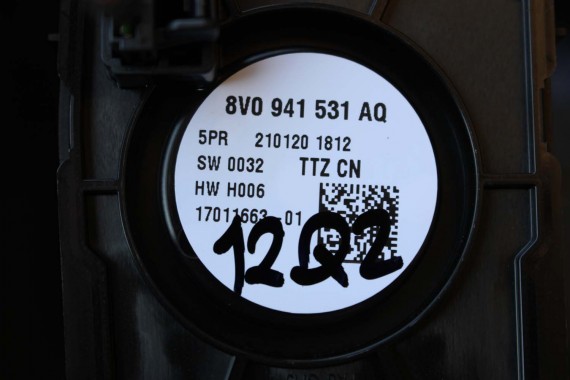 8V0 941 531 AQ
5PR 210120 1812
SW 0032 TTZ CN
HW H006
17011663 01
12Q2